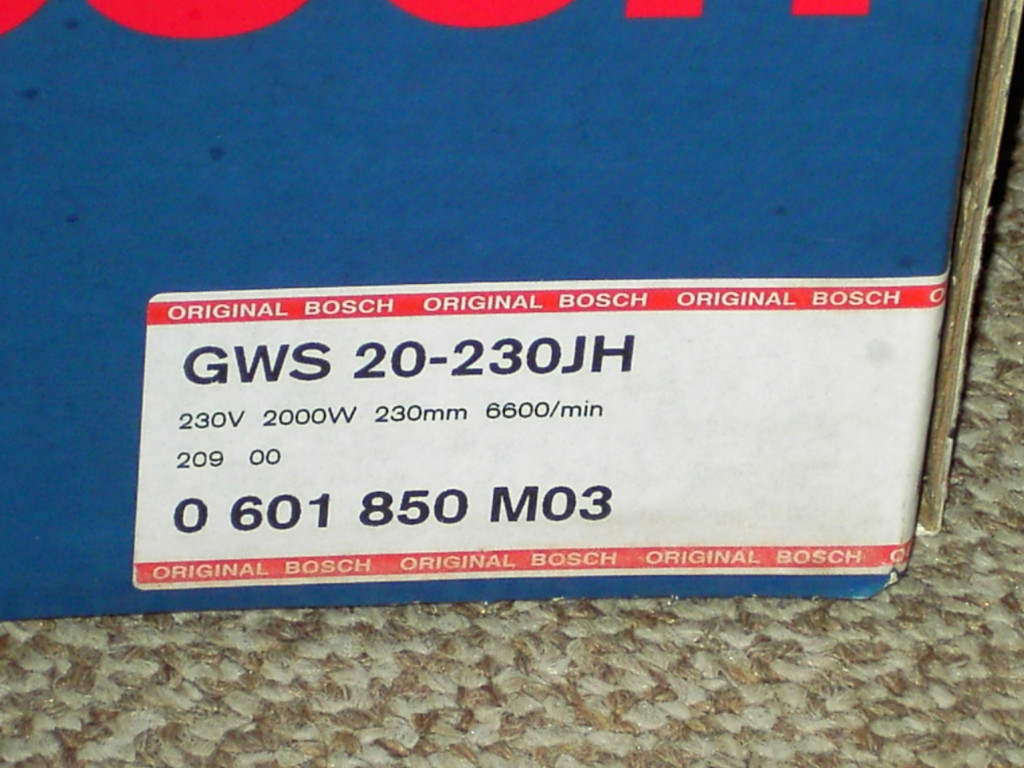 ORIGINAL BOSCH ORIGINAL BOSCH ORIGINAL BOSCH
GWS 20-230JH
230V 2000W 230mm 6600/min
209 00
0 601 850 M03
ORIGINAL BOSCH ORIGINAL BOSCH ORIGINAL BOSCH